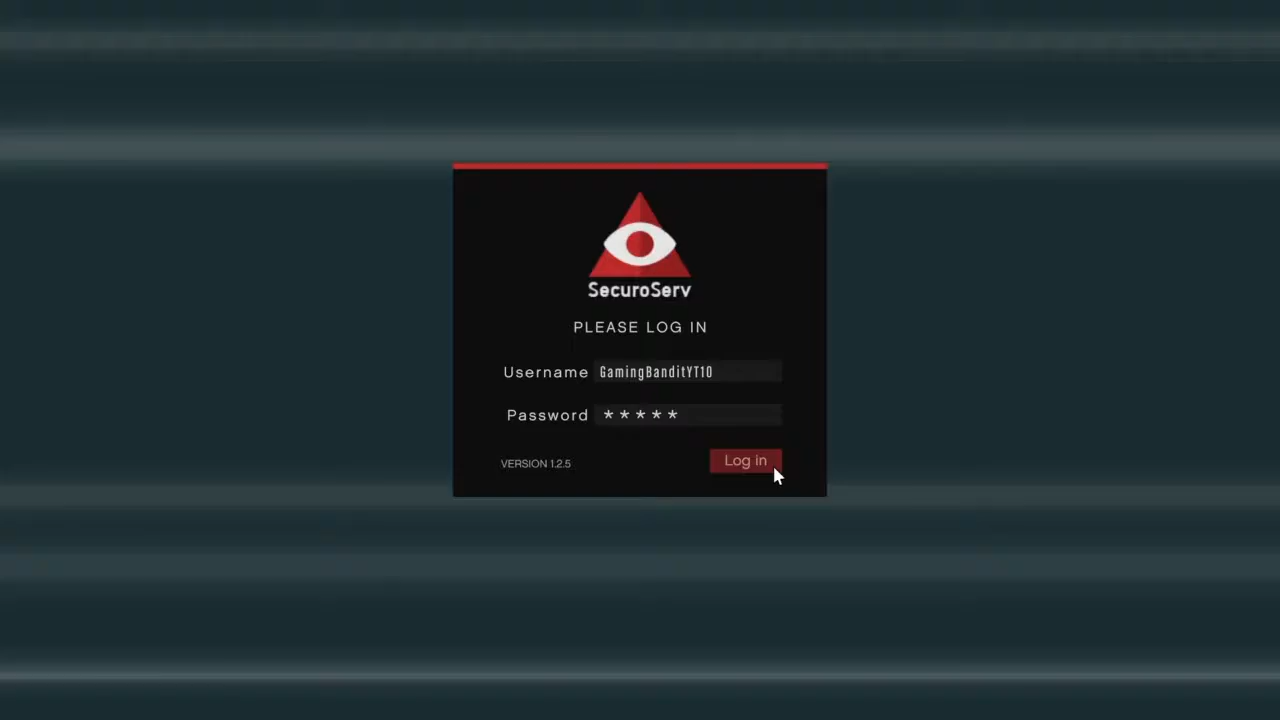 SecuroServ
PLEASE LOG IN
Username GamingBanditYT10
Password *****
VERSION 1.2.5 Log in